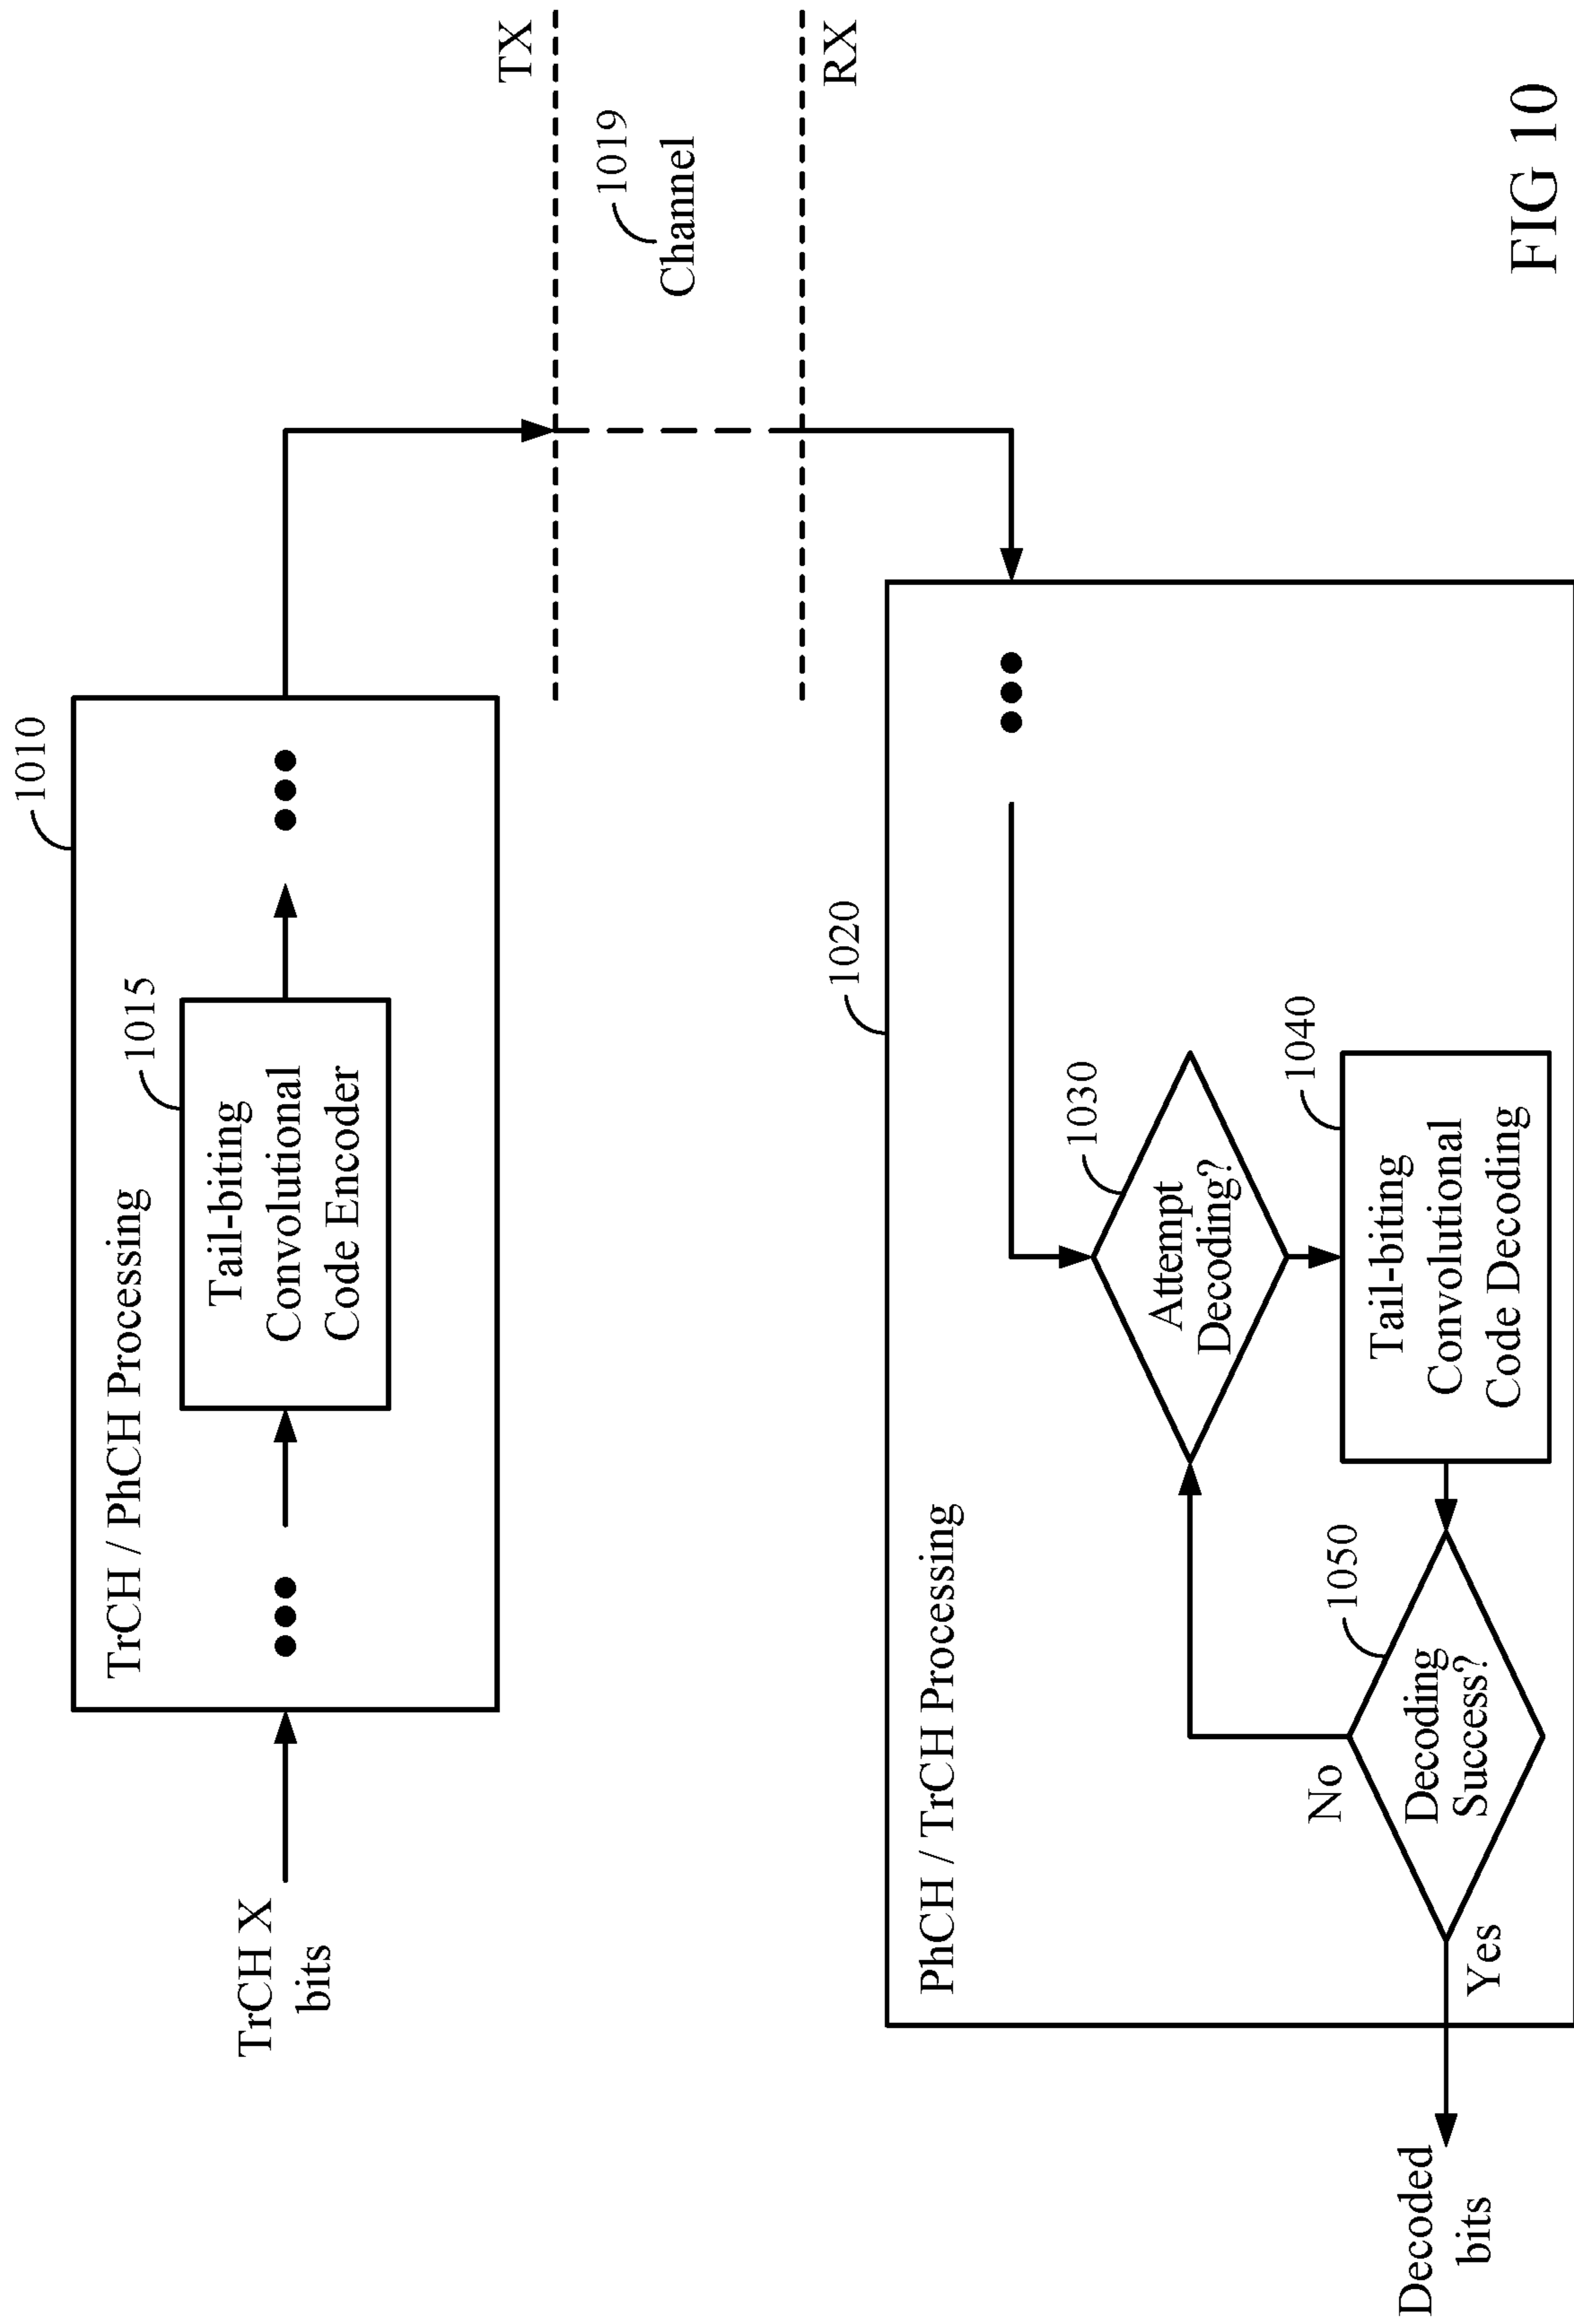 1010
TrCH / PhCH Processing
1015
TrCH X
bits
Tail-biting
Convolutional
Code Encoder
TX
1019
Channel
RX
1020
PhCH / TrCH Processing
1030
Attempt
Decoding?
1040
Tail-biting
Convolutional
Code Decoding
1050
No
Decoding
Success?
Yes
Decoded
bits
FIG 10